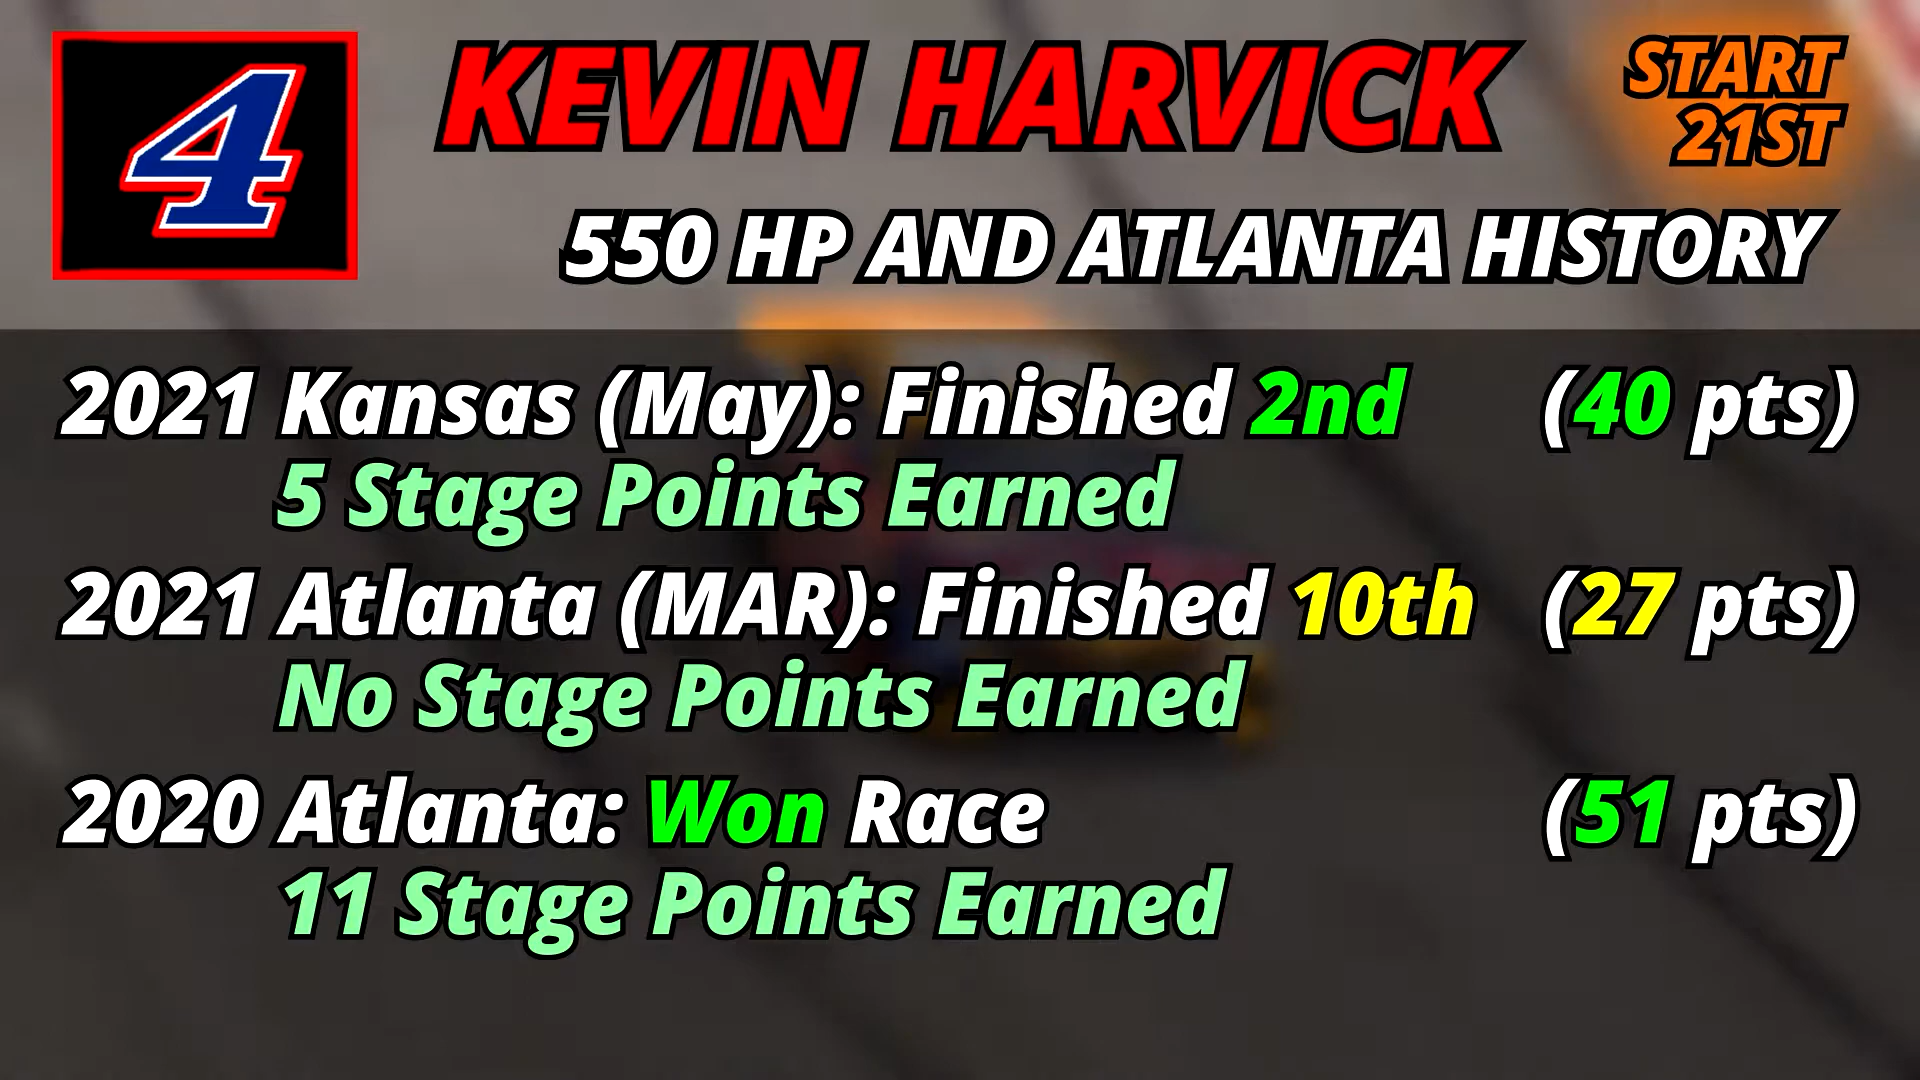 4
KEVIN HARVICK
START
21ST
550 HP AND ATLANTA HISTORY
2021 Kansas (May): Finished 2nd (40 pts)
5 Stage Points Earned
2021 Atlanta (MAR): Finished 10th (27 pts)
No Stage Points Earned
2020 Atlanta: Won Race (51 pts)
11 Stage Points Earned